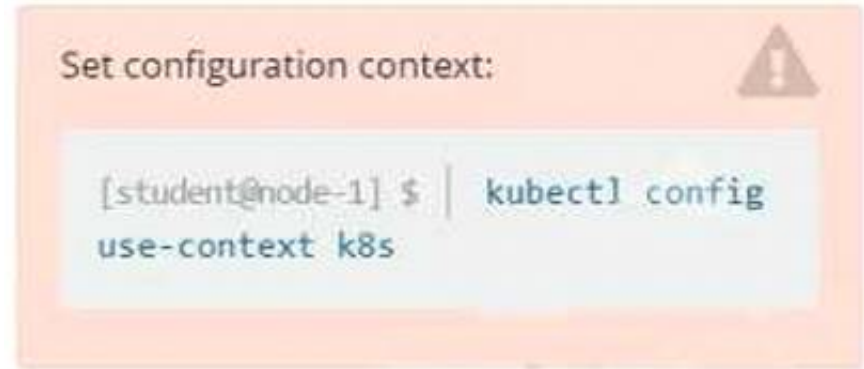 Set configuration context:
[student@node-1] $ | kubectl config
use-context k8s